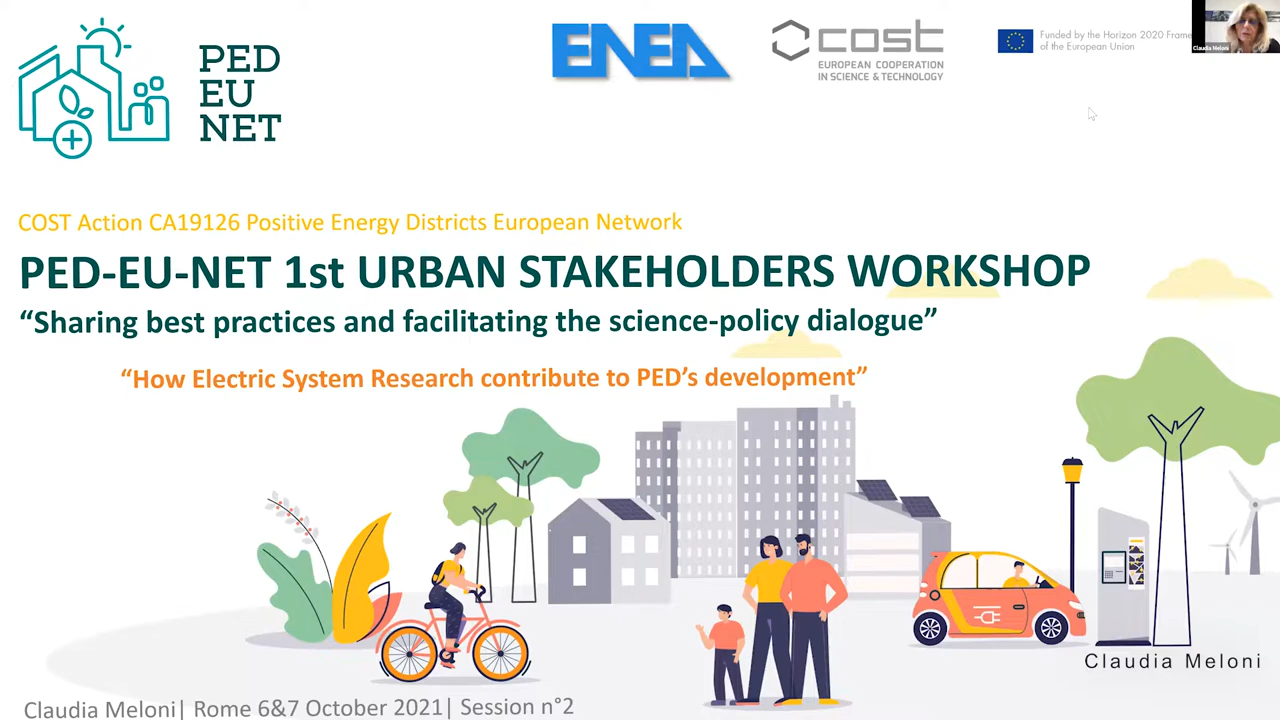 PED
EU
NET
ENEA
cost
EUROPEAN COOPERATION
IN SCIENCE & TECHNOLOGY
Funded by the Horizon 2020 Frame
of the European Union
Claudia Meloni
COST Action CA19126 Positive Energy Districts European Network
PED-EU-NET 1st URBAN STAKEHOLDERS WORKSHOP
“Sharing best practices and facilitating the science-policy dialogue”
“How Electric System Research contribute to PED’s development”
Claudia Meloni
Claudia Meloni| Rome 6&7 October 2021| Session n°2